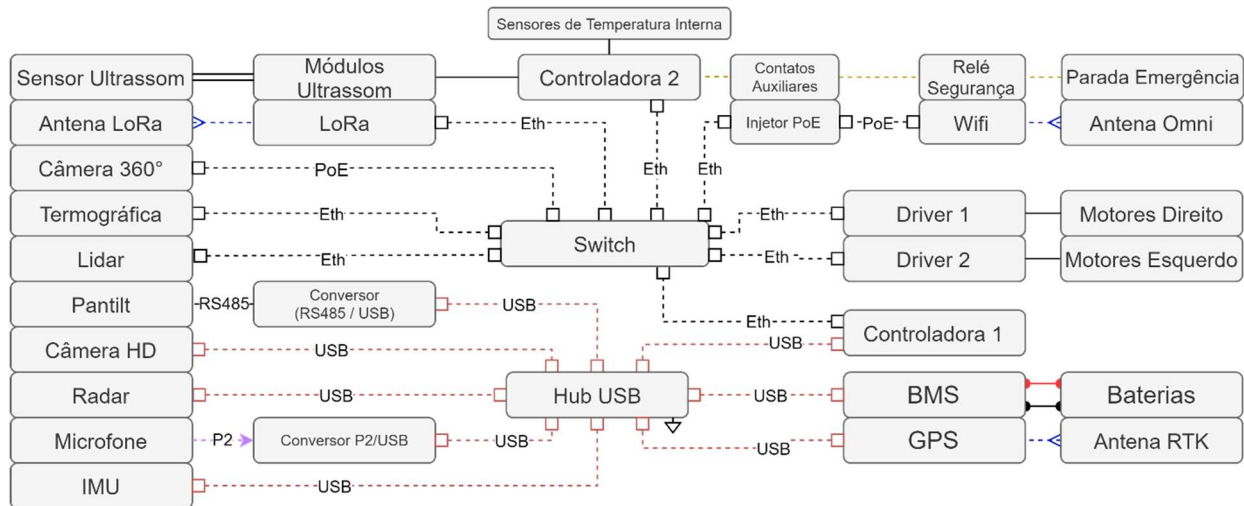 Sensores de Temperatura Interna
Sensor Ultrassom
Módulos
Ultrassom
Controladora 2
Contatos
Auxiliares
Relé
Segurança
Parada Emergência
Antena LoRa
LoRa
Eth
Injetor PoE
PoE
Wifi
Antena Omni
Câmera 360°
PoE
Eth
Eth
Termográfica
Eth
Switch
Eth
Driver 1
Motores Direito
Lidar
Eth
Eth
Driver 2
Motores Esquerdo
Pantilt
RS485
Conversor
(RS485 / USB)
USB
Eth
Controladora 1
Câmera HD
USB
USB
Radar
USB
Hub USB
USB
BMS
Baterias
Microfone
P2
Conversor P2/USB
USB
USB
GPS
Antena RTK
IMU
USB